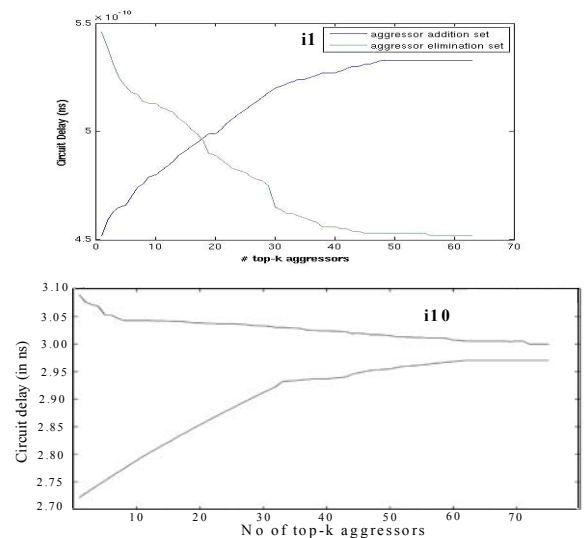 5.5 × 10⁻¹⁰
i1
aggressor addition set
aggressor elimination set
5
4.5
Circuit Delay (ns)
0 10 20 30 40 50 60 70
# top-k aggressors
3.10
i10
3.05
3.00
2.95
2.90
2.85
2.80
2.75
2.70
Circuit delay (in ns)
10 20 30 40 50 60 70
No of top-k aggressors